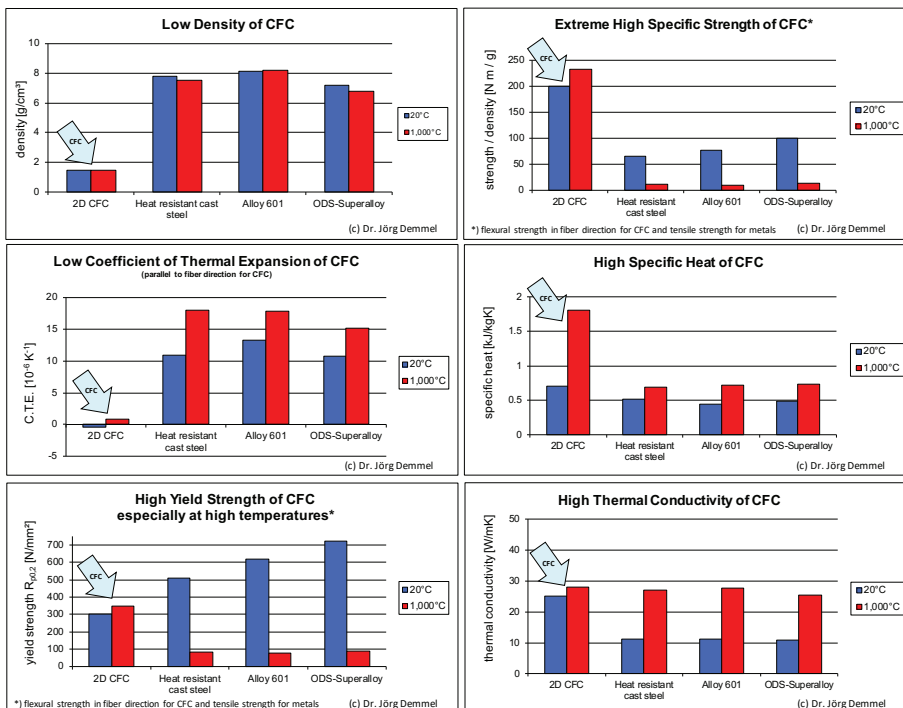 Low Density of CFC
density [g/cm³]
10
8
6
4
2
0
CFC
20°C
1,000°C
2D CFC
Heat resistant cast
steel
Alloy 601
ODS-Superalloy
(c) Dr. Jörg Demmel
Extreme High Specific Strength of CFC*
strength / density [N m / g]
250
200
150
100
50
0
CFC
20°C
1,000°C
2D CFC
Heat resistant
cast steel
Alloy 601
ODS-Superalloy
*) flexural strength in fiber direction for CFC and tensile strength for metals
(c) Dr. Jörg Demmel
Low Coefficient of Thermal Expansion of CFC
(parallel to fiber direction for CFC)
C.T.E. [10⁻⁶ K⁻¹]
20
15
10
5
0
-5
CFC
20°C
1,000°C
2D CFC
Heat resistant
cast steel
Alloy 601
ODS-Superalloy
(c) Dr. Jörg Demmel
High Specific Heat of CFC
specific heat [kJ/kgK]
2
1.5
1
0.5
0
CFC
20°C
1,000°C
2D CFC
Heat resistant
cast steel
Alloy 601
ODS-Superalloy
(c) Dr. Jörg Demmel
High Yield Strength of CFC
especially at high temperatures*
yield strength Rp0,2 [N/mm²]
700
600
500
400
300
200
100
0
CFC
20°C
1,000°C
2D CFC
Heat resistant
cast steel
Alloy 601
ODS-Superalloy
*) flexural strength in fiber direction for CFC and tensile strength for metals
(c) Dr. Jörg Demmel
High Thermal Conductivity of CFC
thermal conductivity [W/mK]
50
40
30
20
10
0
CFC
20°C
1,000°C
2D CFC
Heat resistant
cast steel
Alloy 601
ODS-Superalloy
(c) Dr. Jörg Demmel